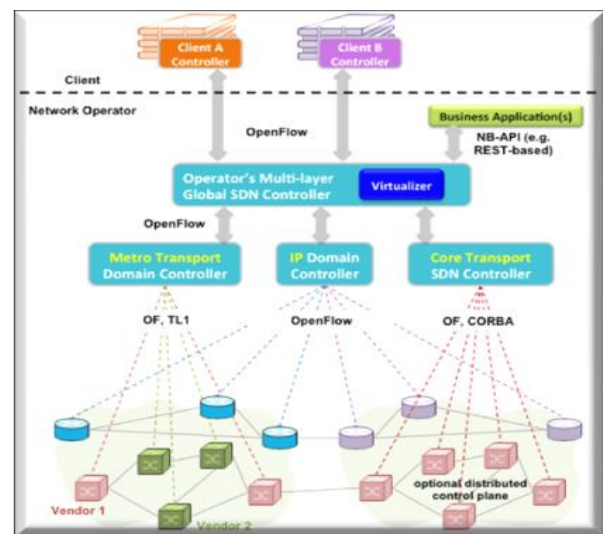 Client A
Controller
Client B
Controller
Client
Network Operator
Business Application(s)
OpenFlow
NB-API (e.g.
REST-based)
Operator's Multi-layer
Global SDN Controller
Virtualizer
OpenFlow
Metro Transport
Domain Controller
IP Domain
Controller
Core Transport
SDN Controller
OF, TL1
OpenFlow
OF, CORBA
optional distributed
control plane
Vendor 1
Vendor 2